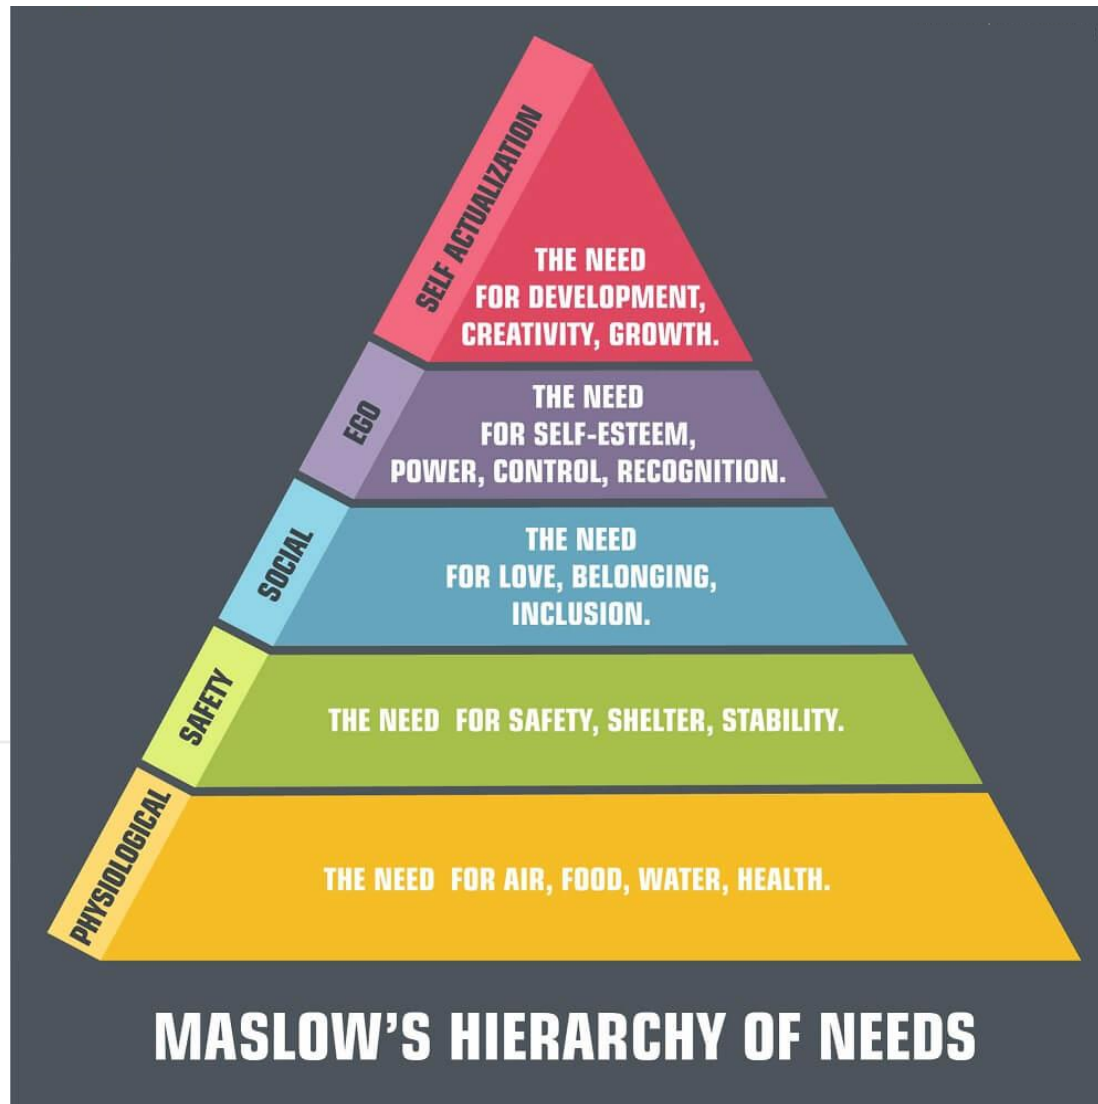 SELF ACTUALIZATION
THE NEED
FOR DEVELOPMENT,
CREATIVITY, GROWTH.
EGO
THE NEED
FOR SELF-ESTEEM,
POWER, CONTROL, RECOGNITION.
SOCIAL
THE NEED
FOR LOVE, BELONGING,
INCLUSION.
SAFETY
THE NEED FOR SAFETY, SHELTER, STABILITY.
PHYSIOLOGICAL
THE NEED FOR AIR, FOOD, WATER, HEALTH.
MASLOW'S HIERARCHY OF NEEDS